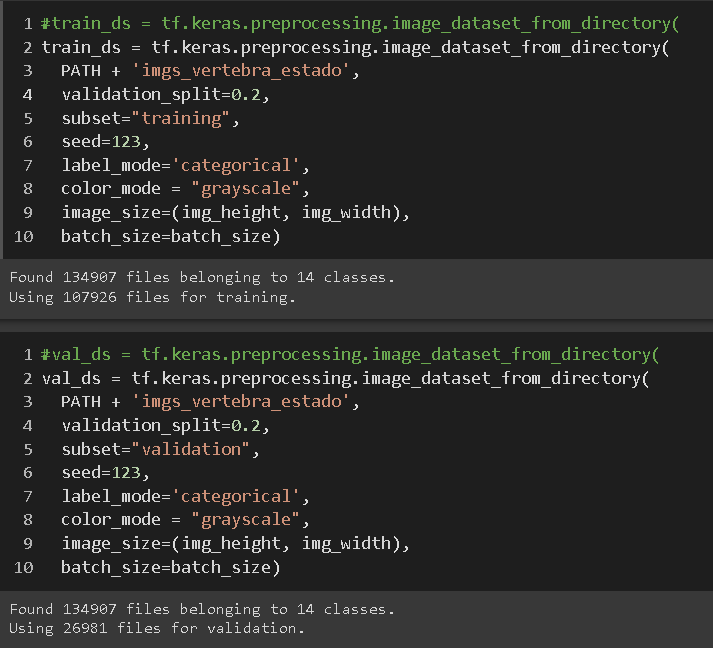 1 #train_ds = tf.keras.preprocessing.image_dataset_from_directory(
2 train_ds = tf.keras.preprocessing.image_dataset_from_directory(
3   PATH + 'imgs_vertebra_estado',
4   validation_split=0.2,
5   subset="training",
6   seed=123,
7   label_mode='categorical',
8   color_mode = "grayscale",
9   image_size=(img_height, img_width),
10   batch_size=batch_size)
Found 134907 files belonging to 14 classes.
Using 107926 files for training.
1 #val_ds = tf.keras.preprocessing.image_dataset_from_directory(
2 val_ds = tf.keras.preprocessing.image_dataset_from_directory(
3   PATH + 'imgs_vertebra_estado',
4   validation_split=0.2,
5   subset="validation",
6   seed=123,
7   label_mode='categorical',
8   color_mode = "grayscale",
9   image_size=(img_height, img_width),
10   batch_size=batch_size)
Found 134907 files belonging to 14 classes.
Using 26981 files for validation.